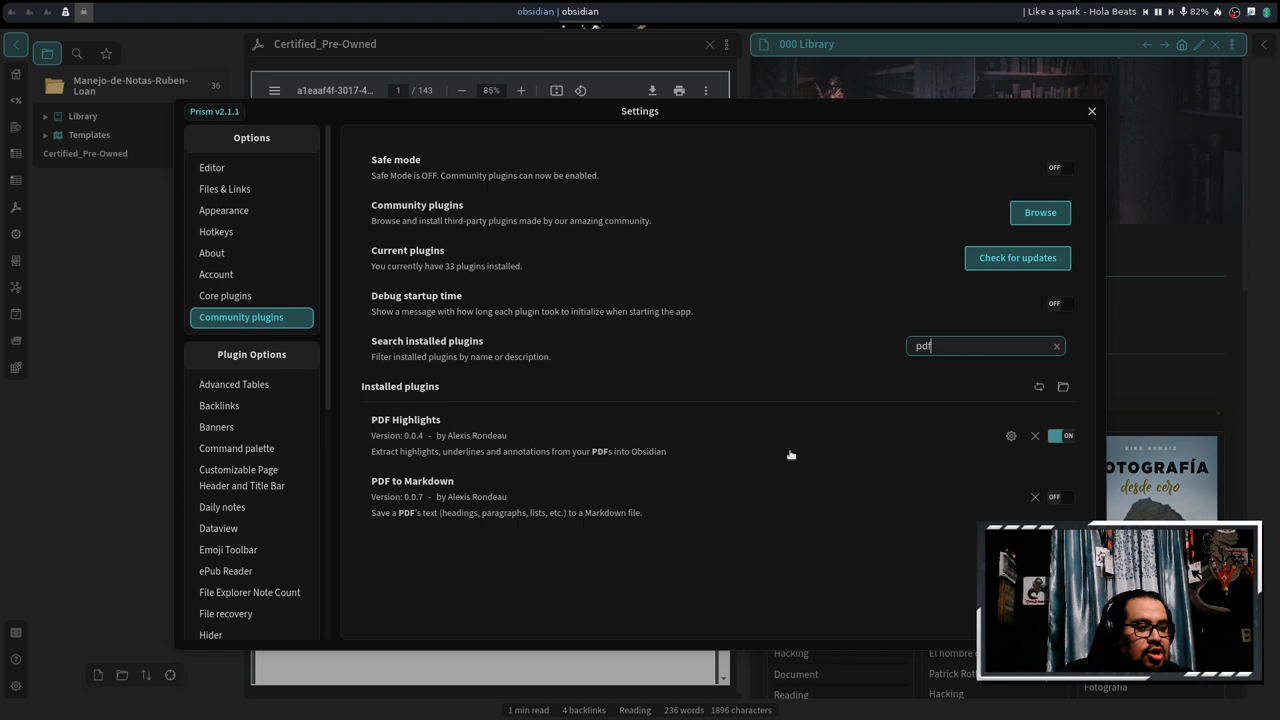 obsidian | obsidian
| Like a spark - Hola Beats
82%
Certified_Pre-Owned
000 Library
Manejo-de-Notas-Ruben-
Loan
36
Library
Templates
Certified_Pre-Owned
a1eaaf4f-3017-4...
1 / 143
85%
Prism v2.1.1
Settings
Options
Editor
Files & Links
Appearance
Hotkeys
About
Account
Core plugins
Community plugins
Plugin Options
Advanced Tables
Backlinks
Banners
Command palette
Customizable Page
Header and Title Bar
Daily notes
Dataview
Emoji Toolbar
ePub Reader
File Explorer Note Count
File recovery
Hider
Safe mode
Safe Mode is OFF. Community plugins can now be enabled.
OFF
Community plugins
Browse and install third-party plugins made by our amazing community.
Browse
Current plugins
You currently have 33 plugins installed.
Check for updates
Debug startup time
Show a message with how long each plugin took to initialize when starting the app.
OFF
Search installed plugins
Filter installed plugins by name or description.
pdf
Installed plugins
PDF Highlights
Version: 0.0.4 - by Alexis Rondeau
Extract highlights, underlines and annotations from your PDFs into Obsidian
ON
PDF to Markdown
Version: 0.0.7 - by Alexis Rondeau
Save a PDF's text (headings, paragraphs, lists, etc.) to a Markdown file.
OFF
KIKE ARNAIZ
OTOGRAFÍA
desde cero
Hacking
Document
Reading
El nombre d
Patrick Rot
Hacking
Fotografia
1 min read
4 backlinks
Reading
236 words
1896 characters